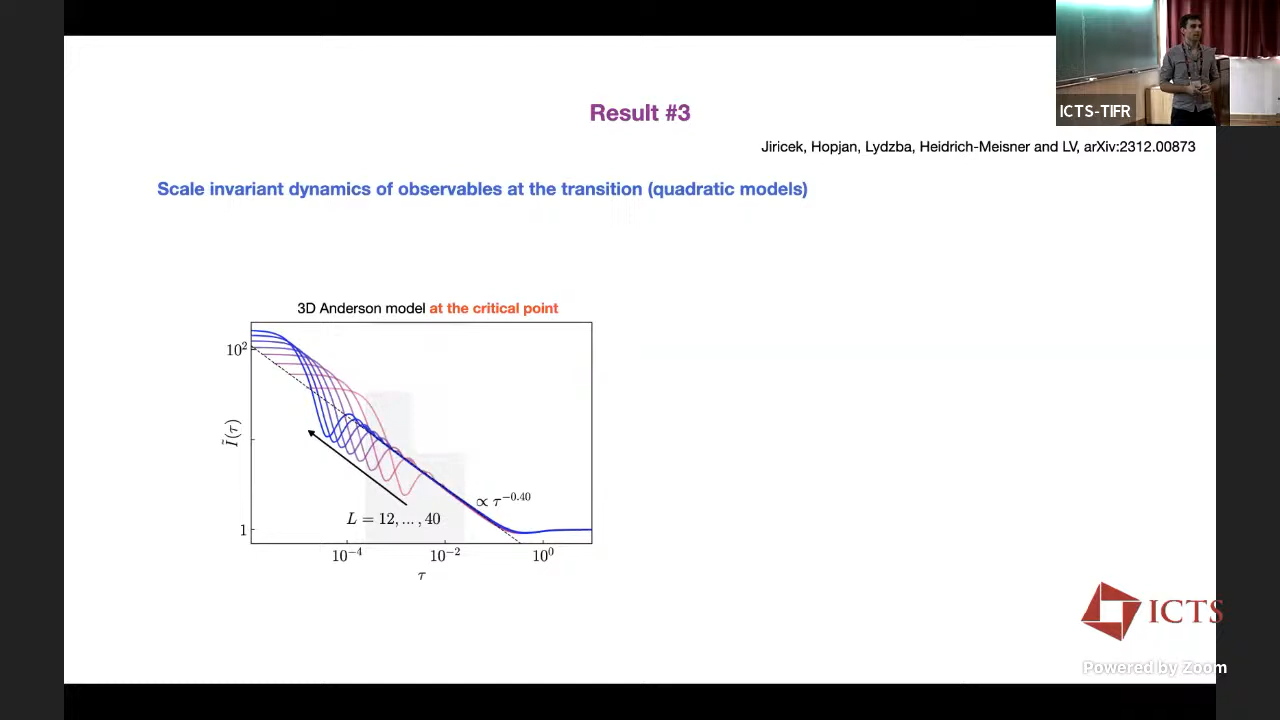 ICTS-TIFR
Result #3
Jiricek, Hopjan, Lydzba, Heidrich-Meisner and LV, arXiv:2312.00873
Scale invariant dynamics of observables at the transition (quadratic models)
3D Anderson model at the critical point
10²
1
Ĩ(τ)
∝ τ^−0.40
L = 12, ... , 40
10⁻⁴ 10⁻² 10⁰
τ
ICTS
Powered by Zoom